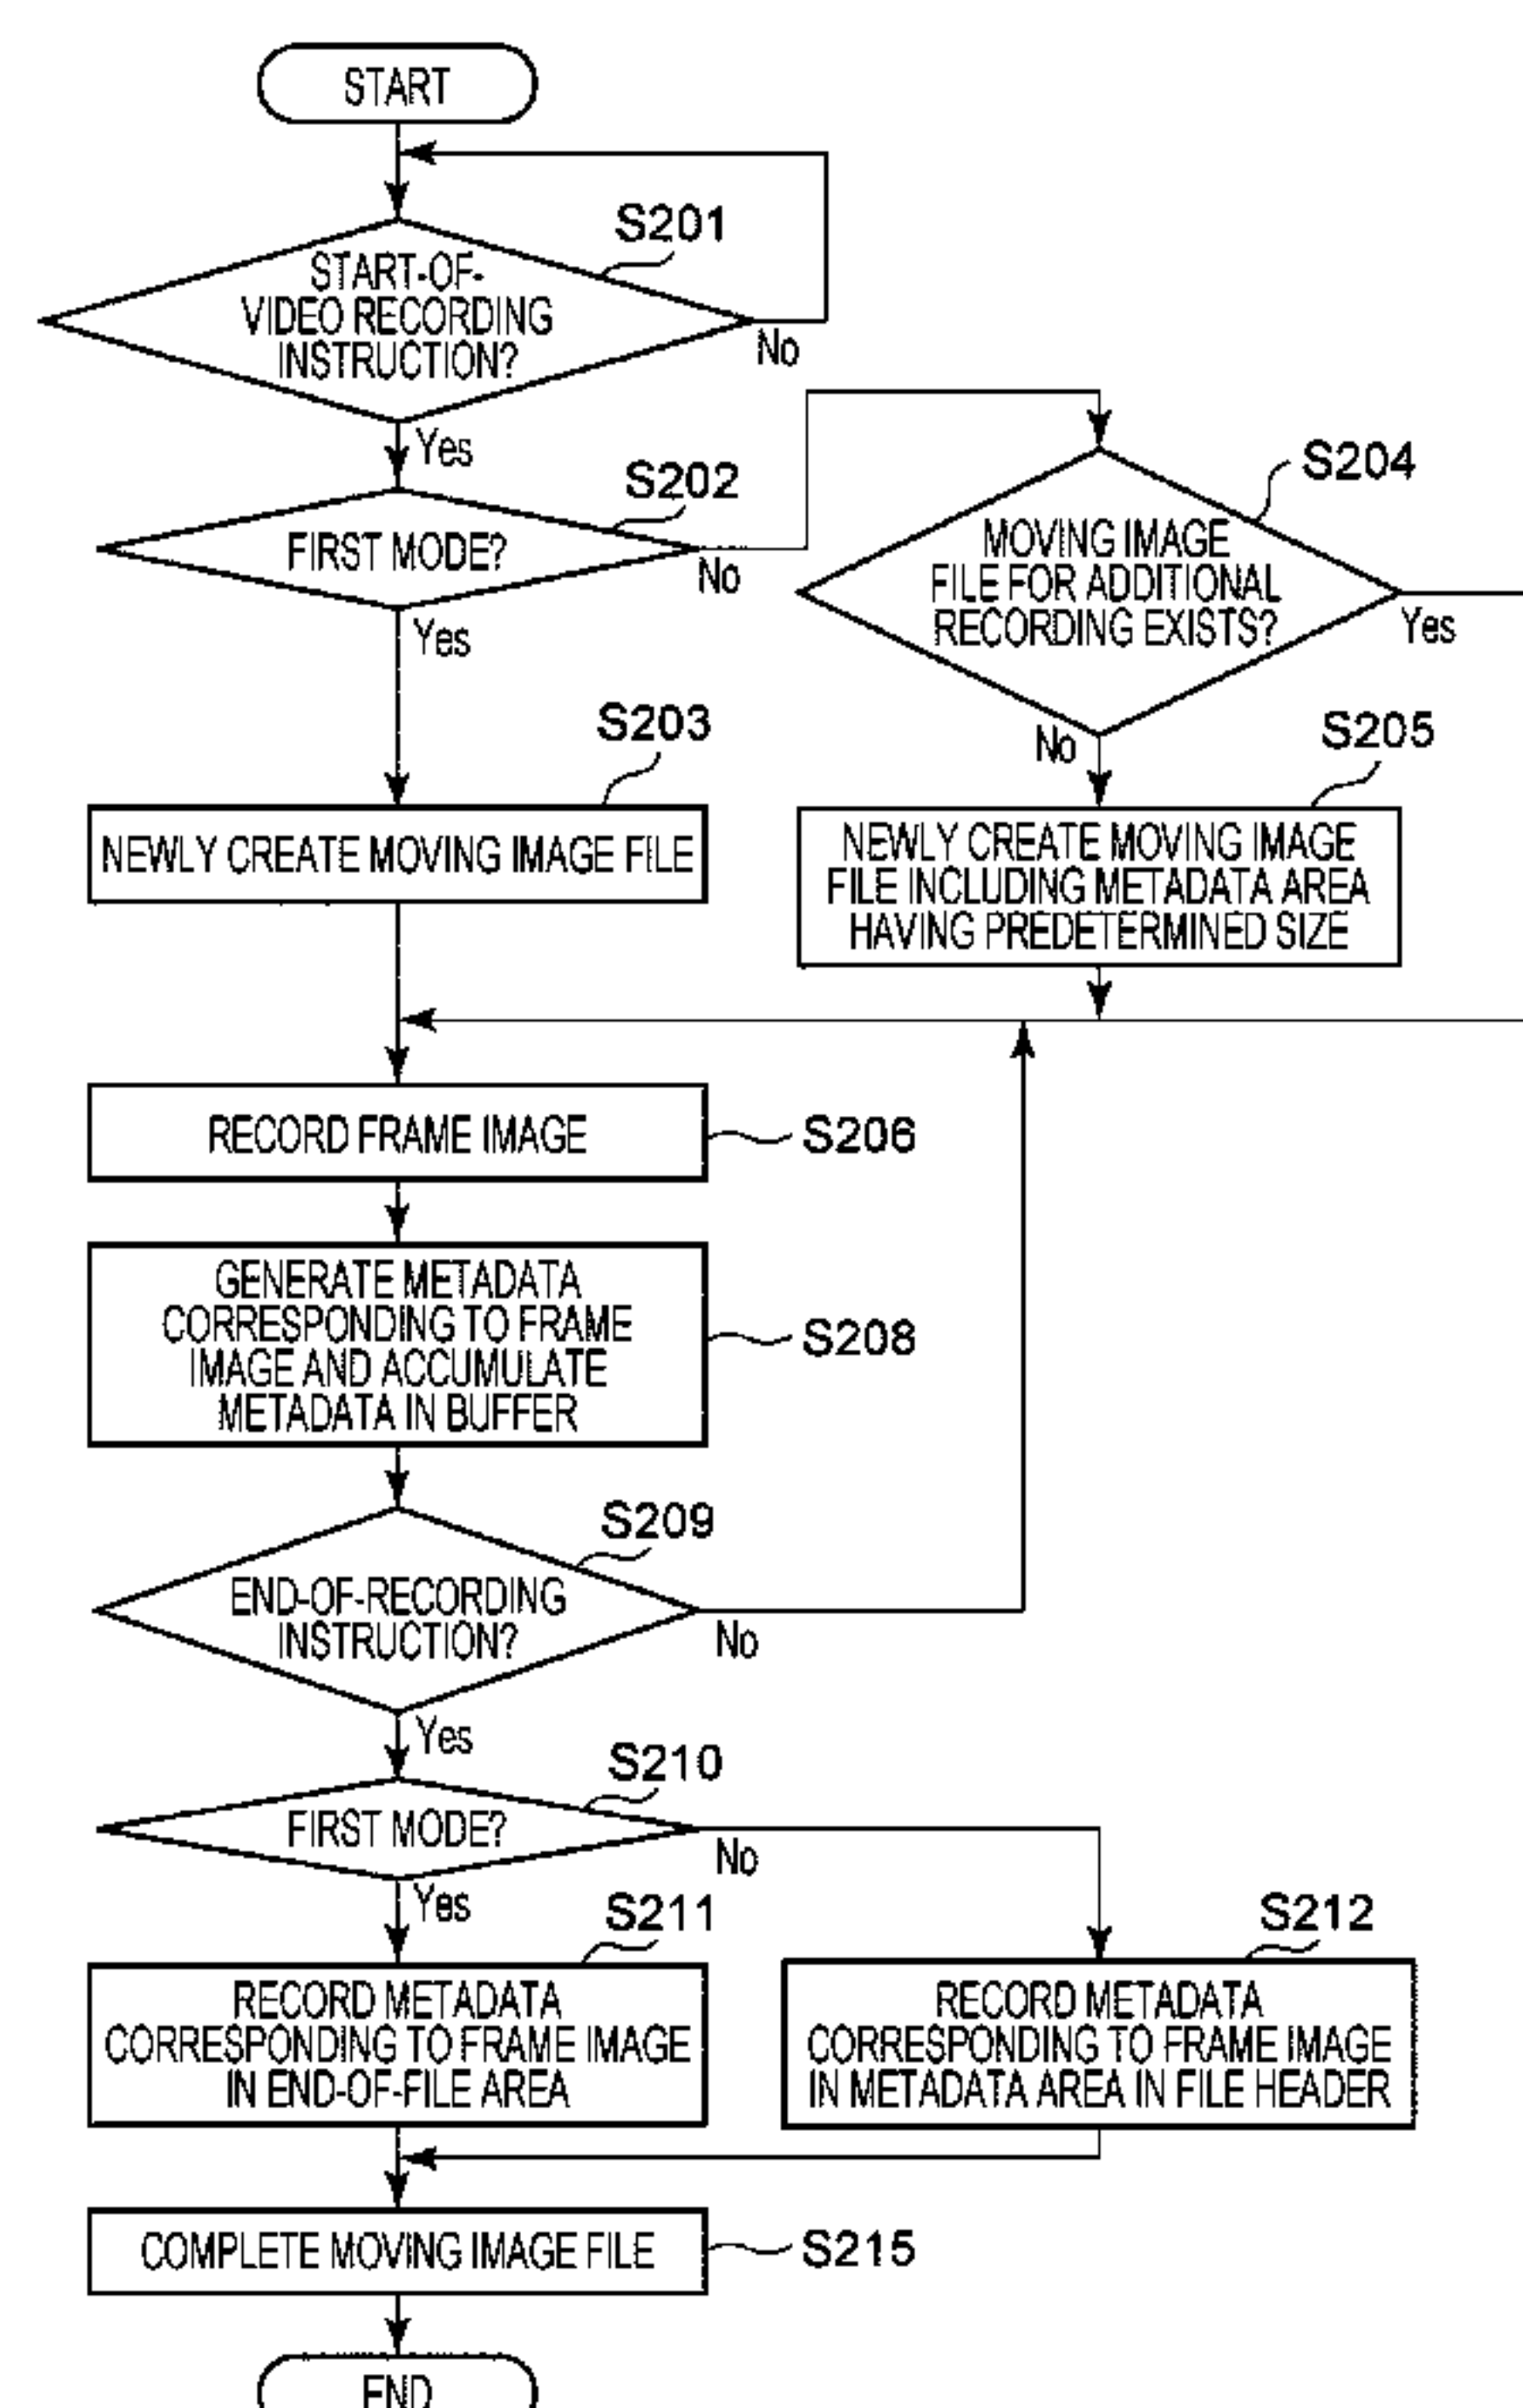 START
S201
START-OF-
VIDEO RECORDING
INSTRUCTION?
No
Yes
S202
FIRST MODE?
No
Yes
S204
MOVING IMAGE
FILE FOR ADDITIONAL
RECORDING EXISTS?
Yes
No
S203
NEWLY CREATE MOVING IMAGE FILE
S205
NEWLY CREATE MOVING IMAGE
FILE INCLUDING METADATA AREA
HAVING PREDETERMINED SIZE
RECORD FRAME IMAGE
S206
GENERATE METADATA
CORRESPONDING TO FRAME
IMAGE AND ACCUMULATE
METADATA IN BUFFER
S208
S209
END-OF-RECORDING
INSTRUCTION?
No
Yes
S210
FIRST MODE?
No
Yes
S211
RECORD METADATA
CORRESPONDING TO FRAME IMAGE
IN END-OF-FILE AREA
S212
RECORD METADATA
CORRESPONDING TO FRAME IMAGE
IN METADATA AREA IN FILE HEADER
COMPLETE MOVING IMAGE FILE
S215
END